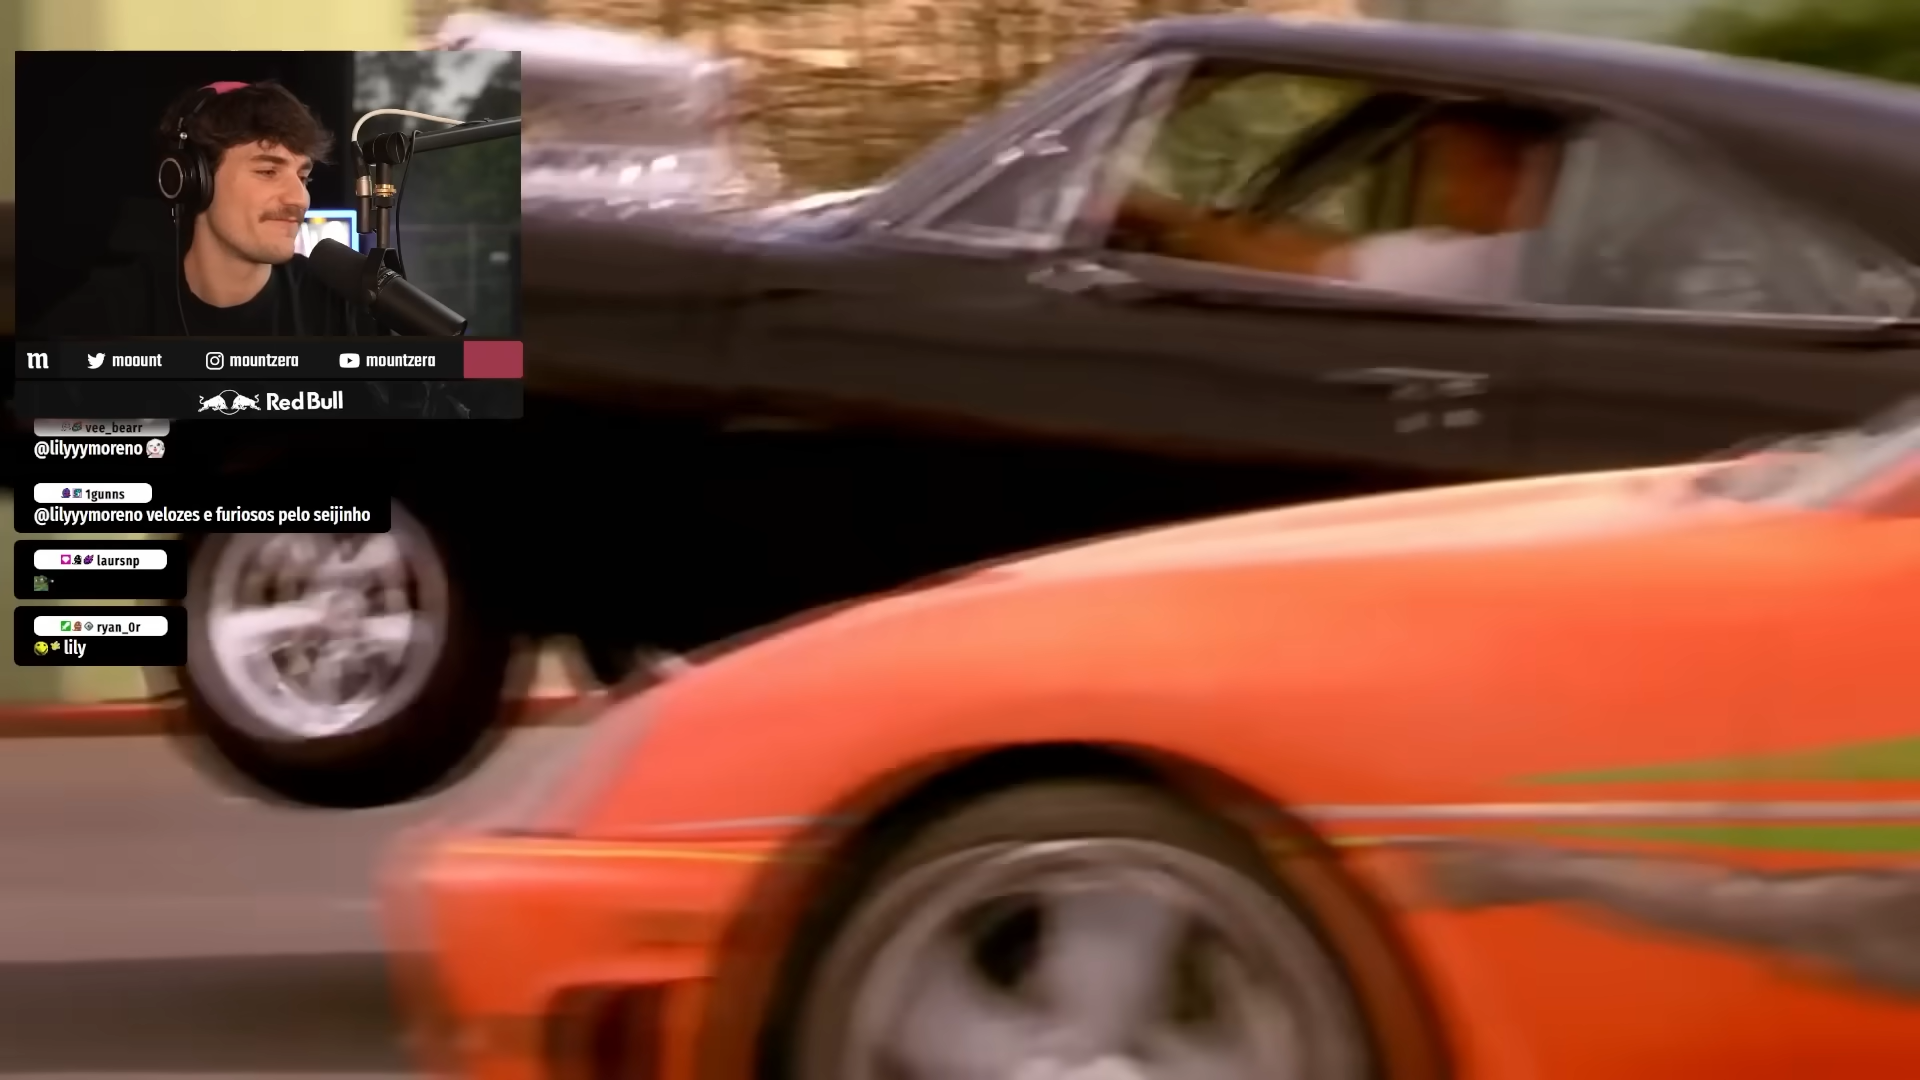 m moount mountzera mountzera
Red Bull
vee_bearr
@lilyyymoreno
1gunns
@lilyyymoreno velozes e furiosos pelo seijinho
laursnp
ryan_0r
lily